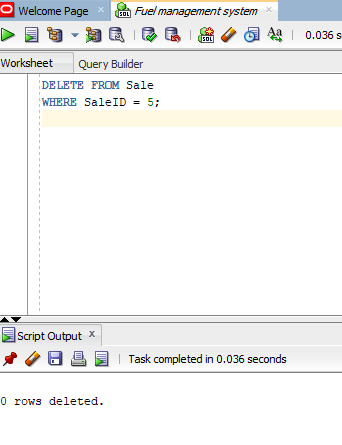 Welcome Page
Fuel management system
0.036 s
Worksheet
Query Builder
DELETE FROM Sale
WHERE SaleID = 5;
Script Output
Task completed in 0.036 seconds
0 rows deleted.